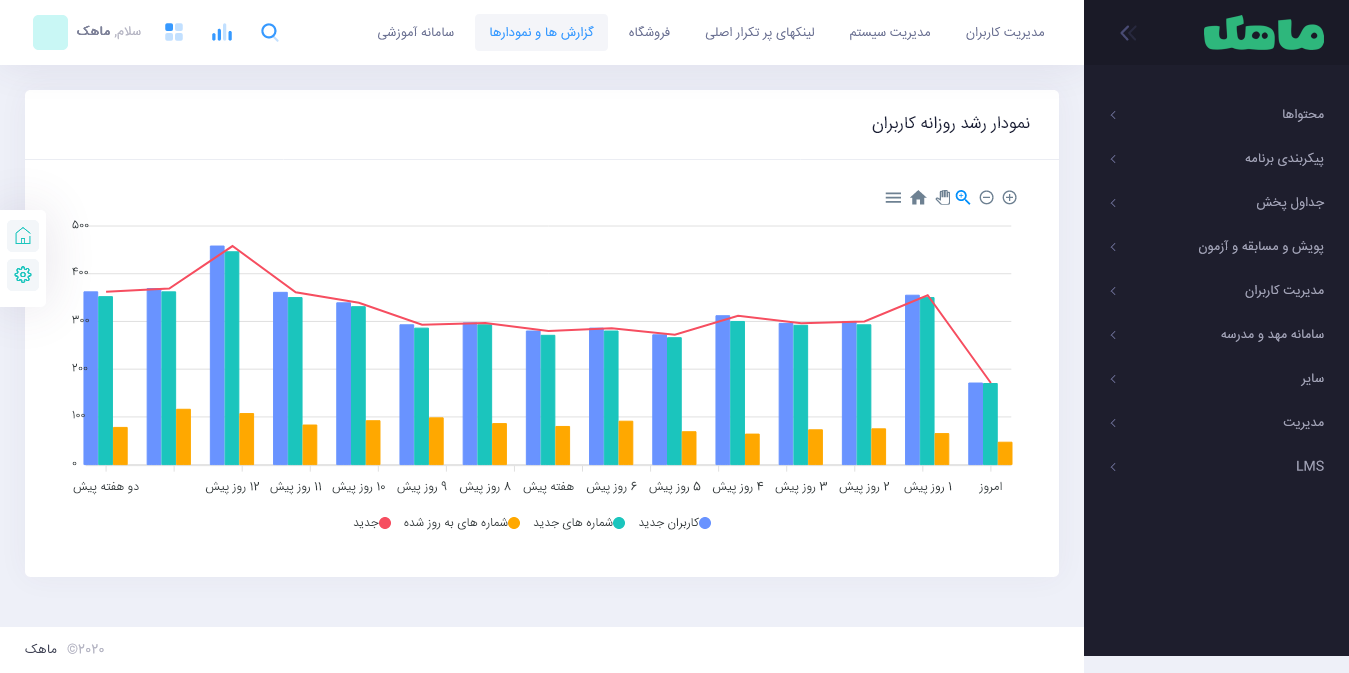 ماهک
مدیریت کاربران
مدیریت سیستم
لینکهای پر تکرار اصلی
فروشگاه
گزارش ها و نمودارها
سامانه آموزشی
سلام, ماهک
محتواها
پیکربندی برنامه
جداول پخش
پویش و مسابقه و آزمون
مدیریت کاربران
سامانه مهد و مدرسه
سایر
مدیریت
LMS
نمودار رشد روزانه کاربران
۵۰۰
۴۰۰
۳۰۰
۲۰۰
۱۰۰
۰
امروز
۱ روز پیش
۲ روز پیش
۳ روز پیش
۴ روز پیش
۵ روز پیش
۶ روز پیش
هفته پیش
۸ روز پیش
۹ روز پیش
۱۰ روز پیش
۱۱ روز پیش
۱۲ روز پیش
دو هفته پیش
کاربران جدید
شماره های جدید
شماره های به روز شده
جدید
۲۰۲۰© ماهک